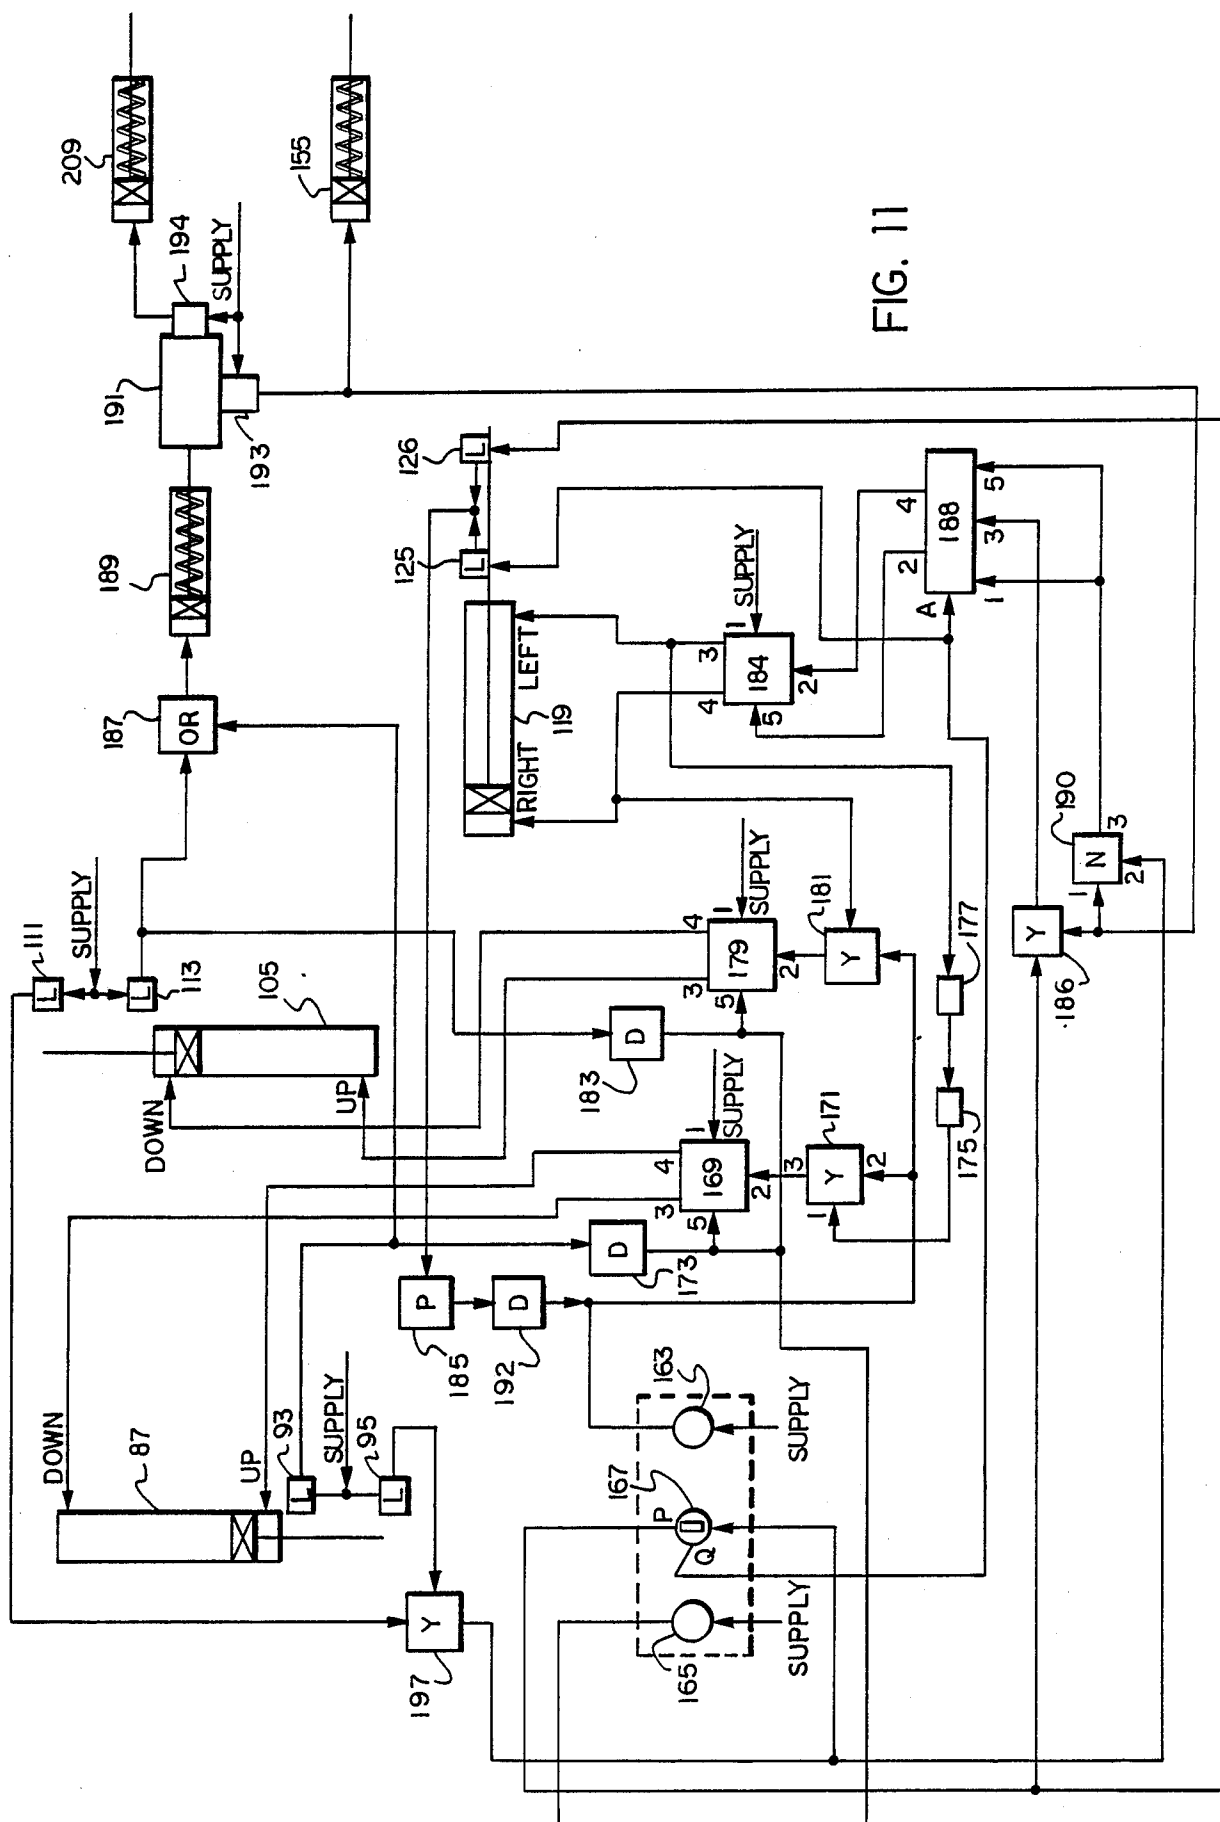 209
194
SUPPLY
191
193
155
FIG. 11
189
187
OR
126
L
125
L
RIGHT
LEFT
119
SUPPLY
1
3
4
184
5
2
4
2
188
A
5
3
1
111
L
SUPPLY
L
113
105
DOWN
UP
D
183
4
1
3
179
5
2
SUPPLY
181
Y
177
175
190
N
1
2
3
Y
186
1
4
3
169
5
2
SUPPLY
3
171
Y
1
2
D
173
P
185
D
192
DOWN
87
UP
93
L
SUPPLY
95
L
Y
197
163
167
P
Q
165
SUPPLY
SUPPLY